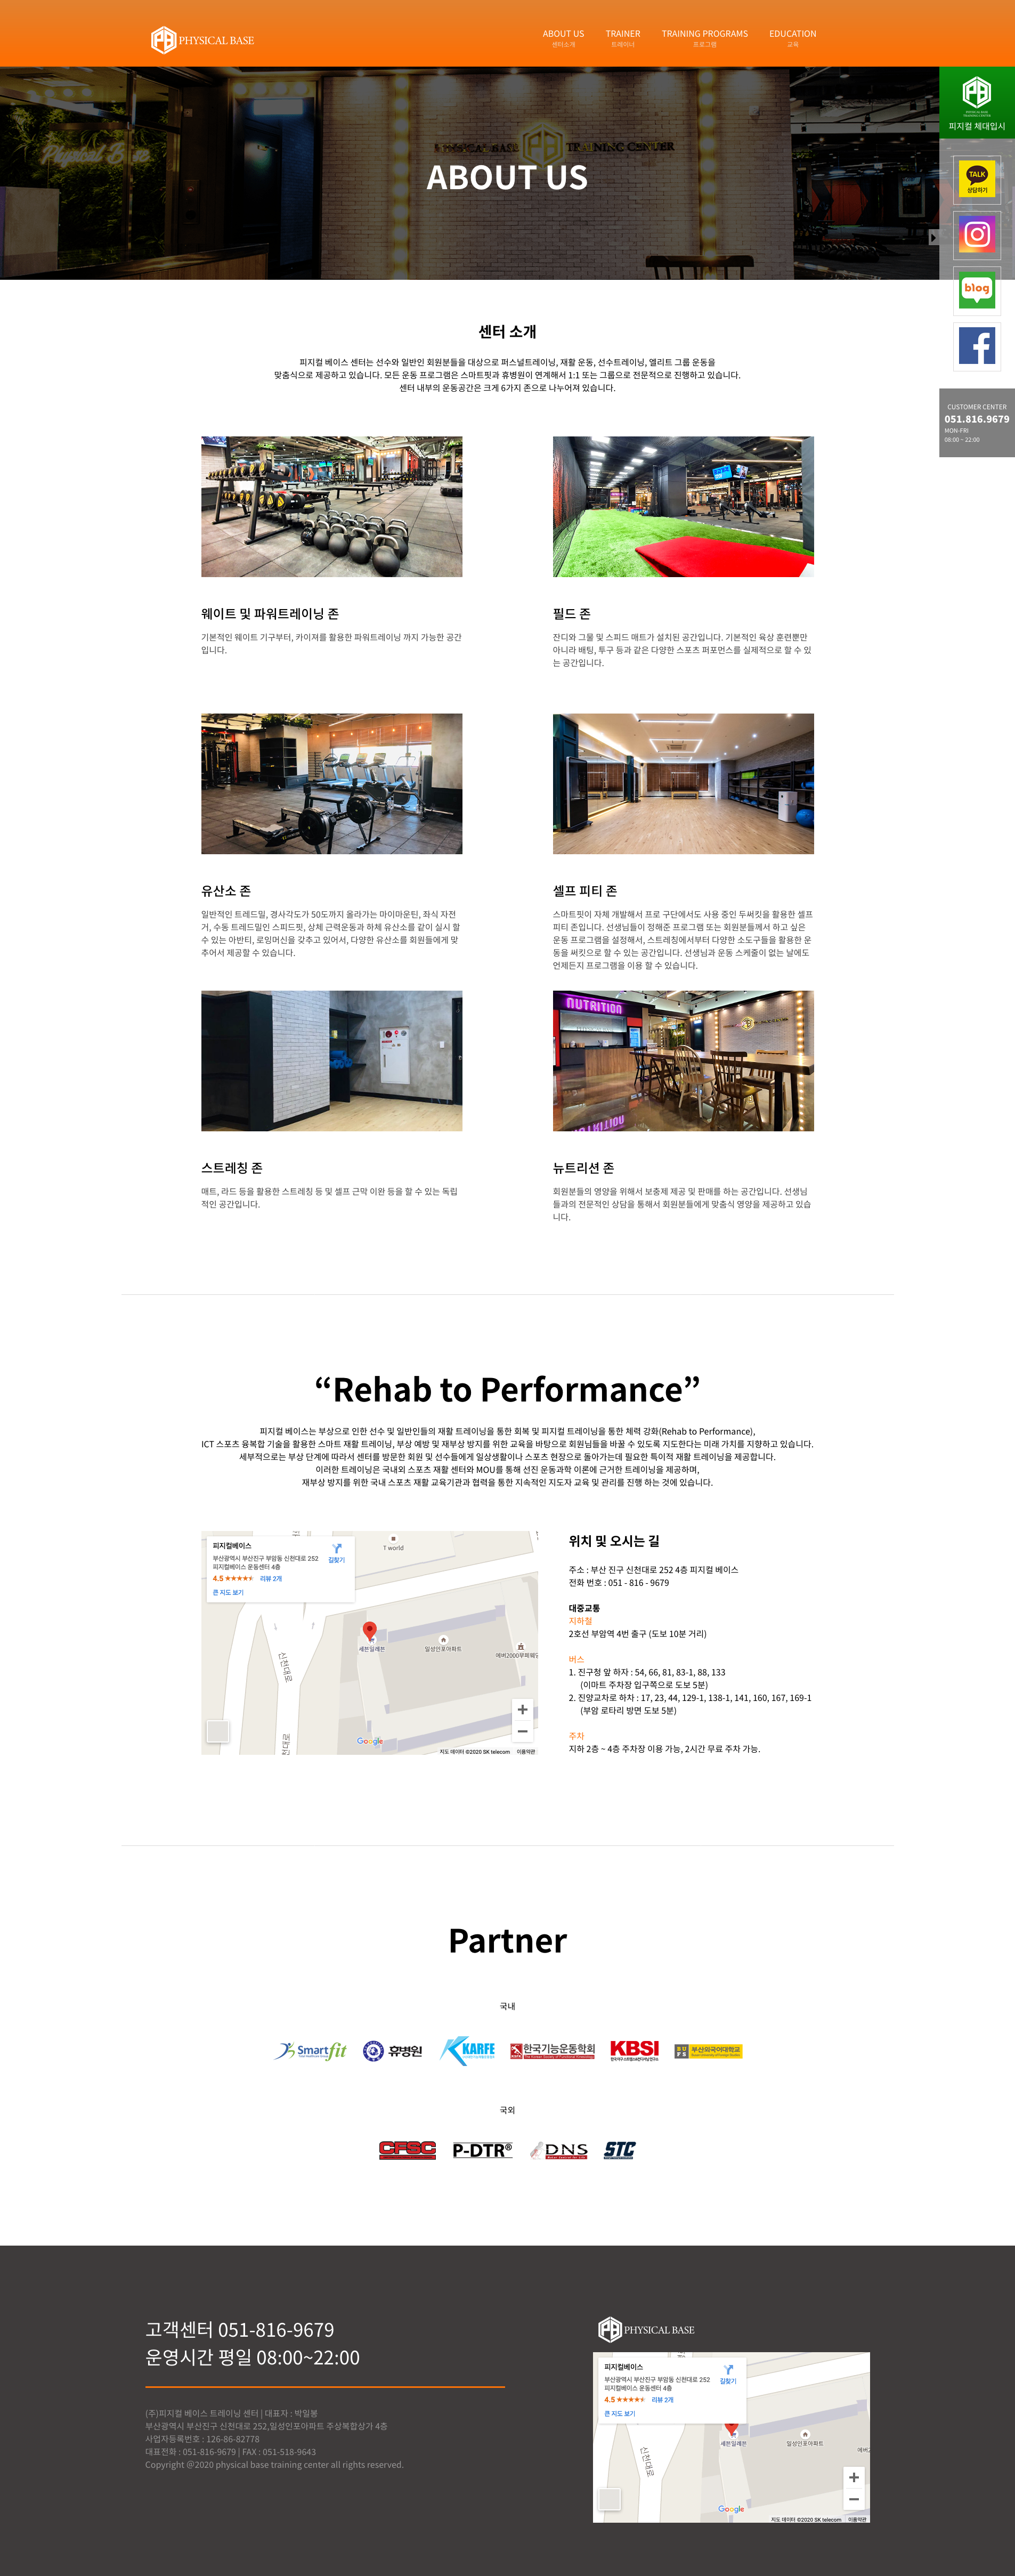 PHYSICAL BASE
ABOUT US
센터소개
TRAINER
트레이너
TRAINING PROGRAMS
프로그램
EDUCATION
교육
Physical Base
PHYSICAL BASE TRAINING CENTER
ABOUT US
PHYSICAL BASE
TRAINING CENTER
피지컬 체대입시
TALK
상담하기
blog
CUSTOMER CENTER
051.816.9679
MON-FRI
08:00 ~ 22:00
센터 소개
피지컬 베이스 센터는 선수와 일반인 회원분들을 대상으로 퍼스널트레이닝, 재활 운동, 선수트레이닝, 엘리트 그룹 운동을
맞춤식으로 제공하고 있습니다. 모든 운동 프로그램은 스마트핏과 휴병원이 연계해서 1:1 또는 그룹으로 전문적으로 진행하고 있습니다.
센터 내부의 운동공간은 크게 6가지 존으로 나누어져 있습니다.
웨이트 및 파워트레이닝 존
기본적인 웨이트 기구부터, 카이져를 활용한 파워트레이닝 까지 가능한 공간
입니다.
필드 존
잔디와 그물 및 스피드 매트가 설치된 공간입니다. 기본적인 육상 훈련뿐만
아니라 배팅, 투구 등과 같은 다양한 스포츠 퍼포먼스를 실제적으로 할 수 있
는 공간입니다.
유산소 존
일반적인 트레드밀, 경사각도가 50도까지 올라가는 마이마운틴, 좌식 자전
거, 수동 트레드밀인 스피드핏, 상체 근력운동과 하체 유산소를 같이 실시 할
수 있는 아반티, 로잉머신을 갖추고 있어서, 다양한 유산소를 회원들에게 맞
추어서 제공할 수 있습니다.
셀프 피티 존
스마트핏이 자체 개발해서 프로 구단에서도 사용 중인 두써킷을 활용한 셀프
피티 존입니다. 선생님들이 정해준 프로그램 또는 회원분들께서 하고 싶은
운동 프로그램을 설정해서, 스트레칭에서부터 다양한 소도구들을 활용한 운
동을 써킷으로 할 수 있는 공간입니다. 선생님과 운동 스케줄이 없는 날에도
언제든지 프로그램을 이용 할 수 있습니다.
NUTRITION
스트레칭 존
매트, 라드 등을 활용한 스트레칭 등 및 셀프 근막 이완 등을 할 수 있는 독립
적인 공간입니다.
뉴트리션 존
회원분들의 영양을 위해서 보충제 제공 및 판매를 하는 공간입니다. 선생님
들과의 전문적인 상담을 통해서 회원분들에게 맞춤식 영양을 제공하고 있습
니다.
“Rehab to Performance”
피지컬 베이스는 부상으로 인한 선수 및 일반인들의 재활 트레이닝을 통한 회복 및 피지컬 트레이닝을 통한 체력 강화(Rehab to Performance),
ICT 스포츠 융복합 기술을 활용한 스마트 재활 트레이닝, 부상 예방 및 재부상 방지를 위한 교육을 바탕으로 회원님들을 바꿀 수 있도록 지도한다는 미래 가치를 지향하고 있습니다.
세부적으로는 부상 단계에 따라서 센터를 방문한 회원 및 선수들에게 일상생활이나 스포츠 현장으로 돌아가는데 필요한 특이적 재활 트레이닝을 제공합니다.
이러한 트레이닝은 국내외 스포츠 재활 센터와 MOU를 통해 선진 운동과학 이론에 근거한 트레이닝을 제공하며,
재부상 방지를 위한 국내 스포츠 재활 교육기관과 협력을 통한 지속적인 지도자 교육 및 관리를 진행 하는 것에 있습니다.
피지컬베이스
부산광역시 부산진구 부암동 신천대로 252
피지컬베이스 운동센터 4층
4.5 ★★★★★ 리뷰 2개
큰 지도 보기
길찾기
T world
세븐일레븐
일성인포아파트
에버2000부페웨딩
신천대로
Google
지도 데이터 ©2020 SK telecom 이용약관
위치 및 오시는 길
주소 : 부산 진구 신천대로 252 4층 피지컬 베이스
전화 번호 : 051 - 816 - 9679
대중교통
지하철
2호선 부암역 4번 출구 (도보 10분 거리)
버스
1. 진구청 앞 하자 : 54, 66, 81, 83-1, 88, 133
(이마트 주차장 입구쪽으로 도보 5분)
2. 진양교차로 하차 : 17, 23, 44, 129-1, 138-1, 141, 160, 167, 169-1
(부암 로타리 방면 도보 5분)
주차
지하 2층 ~ 4층 주차장 이용 가능, 2시간 무료 주차 가능.
Partner
국내
Smartfit
휴병원
KARFE
한국기능운동학회
KBSI
부산외국어대학교
국외
CFSC
P-DTR®
DNS
STC
고객센터 051-816-9679
운영시간 평일 08:00~22:00
(주)피지컬 베이스 트레이닝 센터 | 대표자 : 박일봉
부산광역시 부산진구 신천대로 252,일성인포아파트 주상복합상가 4층
사업자등록번호 : 126-86-82778
대표전화 : 051-816-9679 | FAX : 051-518-9643
Copyright @2020 physical base training center all rights reserved.
PHYSICAL BASE
피지컬베이스
부산광역시 부산진구 부암동 신천대로 252
피지컬베이스 운동센터 4층
4.5 ★★★★★ 리뷰 2개
큰 지도 보기
길찾기
세븐일레븐
일성인포아파트
에버2
신천대로
Google
지도 데이터 ©2020 SK telecom 이용약관